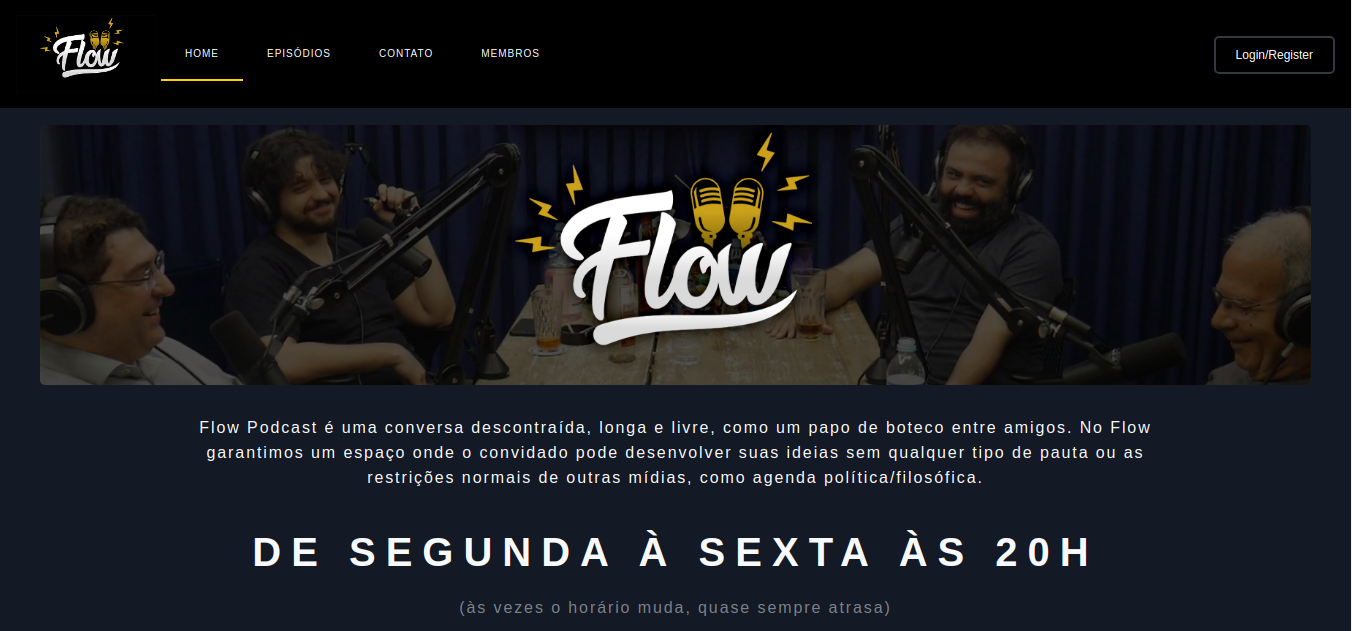 Flow
HOME
EPISÓDIOS
CONTATO
MEMBROS
Login/Register
Flow
Flow Podcast é uma conversa descontraída, longa e livre, como um papo de boteco entre amigos. No Flow
garantimos um espaço onde o convidado pode desenvolver suas ideias sem qualquer tipo de pauta ou as
restrições normais de outras mídias, como agenda política/filosófica.
DE SEGUNDA À SEXTA ÀS 20H
(às vezes o horário muda, quase sempre atrasa)